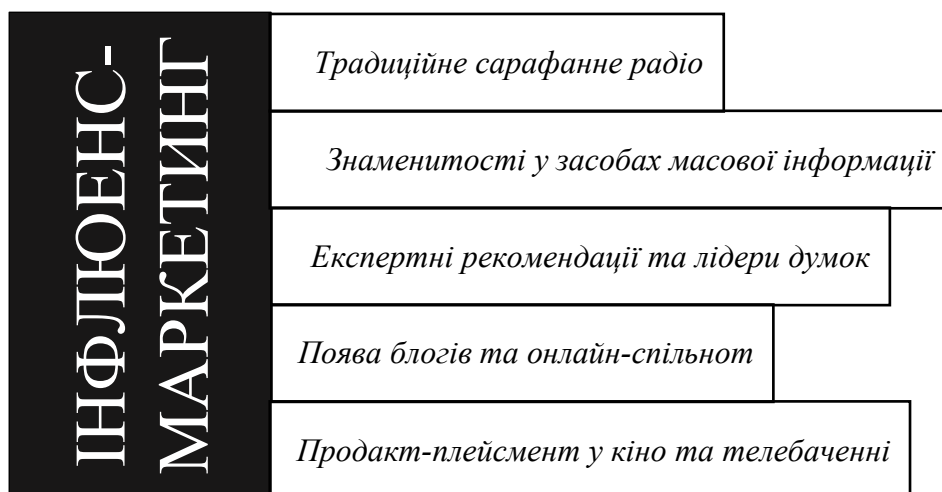 ІНФЛЮЕНС-
МАРКЕТИНГ
Традиційне сарафанне радіо
Знаменитості у засобах масової інформації
Експертні рекомендації та лідери думок
Поява блогів та онлайн-спільнот
Продакт-плейсмент у кіно та телебаченні